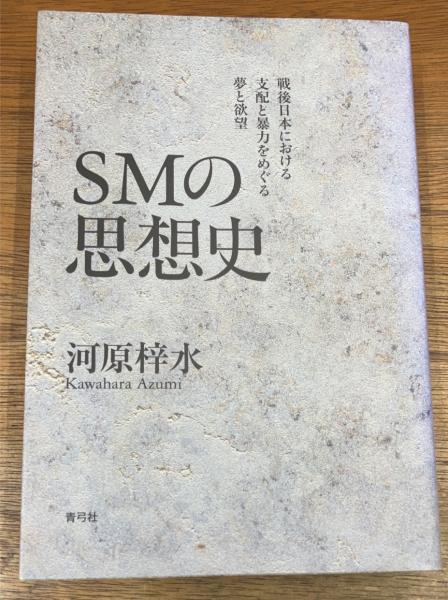 戦後日本における
支配と暴力をめぐる
夢と欲望
SMの
思想史
河原梓水
Kawahara Azumi
青弓社